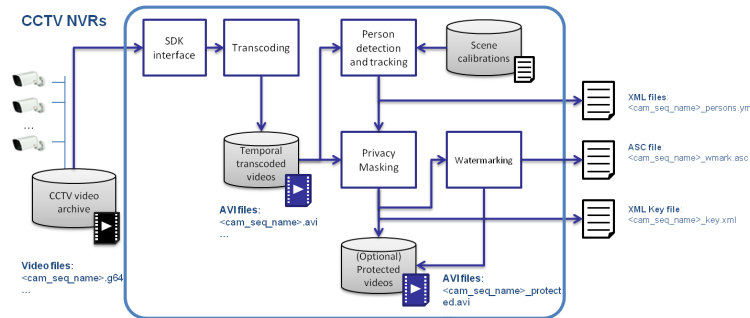 CCTV NVRs
SDK
interface
Transcoding
Person
detection
and tracking
Scene
calibrations
XML files:
<cam_seq_name>_persons.ym
...
CCTV video
archive
Temporal
transcoded
videos
Privacy
Masking
Watermarking
ASC file:
<cam_seq_name>_wmark.asc
AVI files:
<cam_seq_name>.avi
...
XML Key file:
<cam_seq_name>_key.xml
Video files:
<cam_seq_name>.g64
...
(Optional)
Protected
videos
AVI files:
<cam_seq_name>_protect
ed.avi